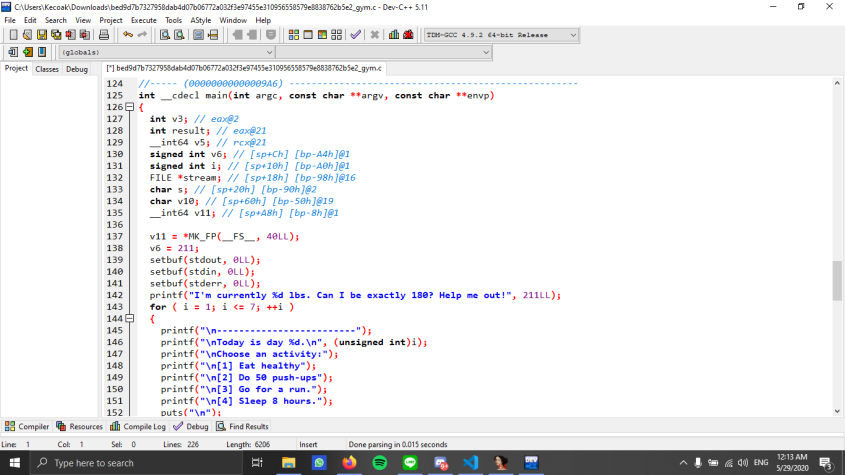 C:\Users\Kecoak\Downloads\bed9d7b7327958dab4d07b06772a032f3e97455e310956558579e8838762b5e2_gym.c - Dev-C++ 5.11
File Edit Search View Project Execute Tools AStyle Window Help
TDM-GCC 4.9.2 64-bit Release
(globals)
Project Classes Debug
[*] bed9d7b7327958dab4d07b06772a032f3e97455e310956558579e8838762b5e2_gym.c
124 //----- (00000000000009A6) --------------------------------------------------------
125 int __cdecl main(int argc, const char **argv, const char **envp)
126 {
127 int v3; // eax@2
128 int result; // eax@21
129 __int64 v5; // rcx@21
130 signed int v6; // [sp+Ch] [bp-A4h]@1
131 signed int i; // [sp+10h] [bp-A0h]@1
132 FILE *stream; // [sp+18h] [bp-98h]@16
133 char s; // [sp+20h] [bp-90h]@2
134 char v10; // [sp+60h] [bp-50h]@19
135 __int64 v11; // [sp+A8h] [bp-8h]@1
136
137 v11 = *MK_FP(__FS__, 40LL);
138 v6 = 211;
139 setbuf(stdout, 0LL);
140 setbuf(stdin, 0LL);
141 setbuf(stderr, 0LL);
142 printf("I'm currently %d lbs. Can I be exactly 180? Help me out!", 211LL);
143 for ( i = 1; i <= 7; ++i )
144 {
145 printf("\n-------------------------");
146 printf("\nToday is day %d.\n", (unsigned int)i);
147 printf("\nChoose an activity:");
148 printf("\n[1] Eat healthy");
149 printf("\n[2] Do 50 push-ups");
150 printf("\n[3] Go for a run.");
151 printf("\n[4] Sleep 8 hours.");
152 puts("\n");
Compiler Resources Compile Log Debug Find Results
Line: 1 Col: 1 Sel: 0 Lines: 226 Length: 6206 Insert Done parsing in 0.015 seconds
Type here to search
ENG
12:13 AM
5/29/2020